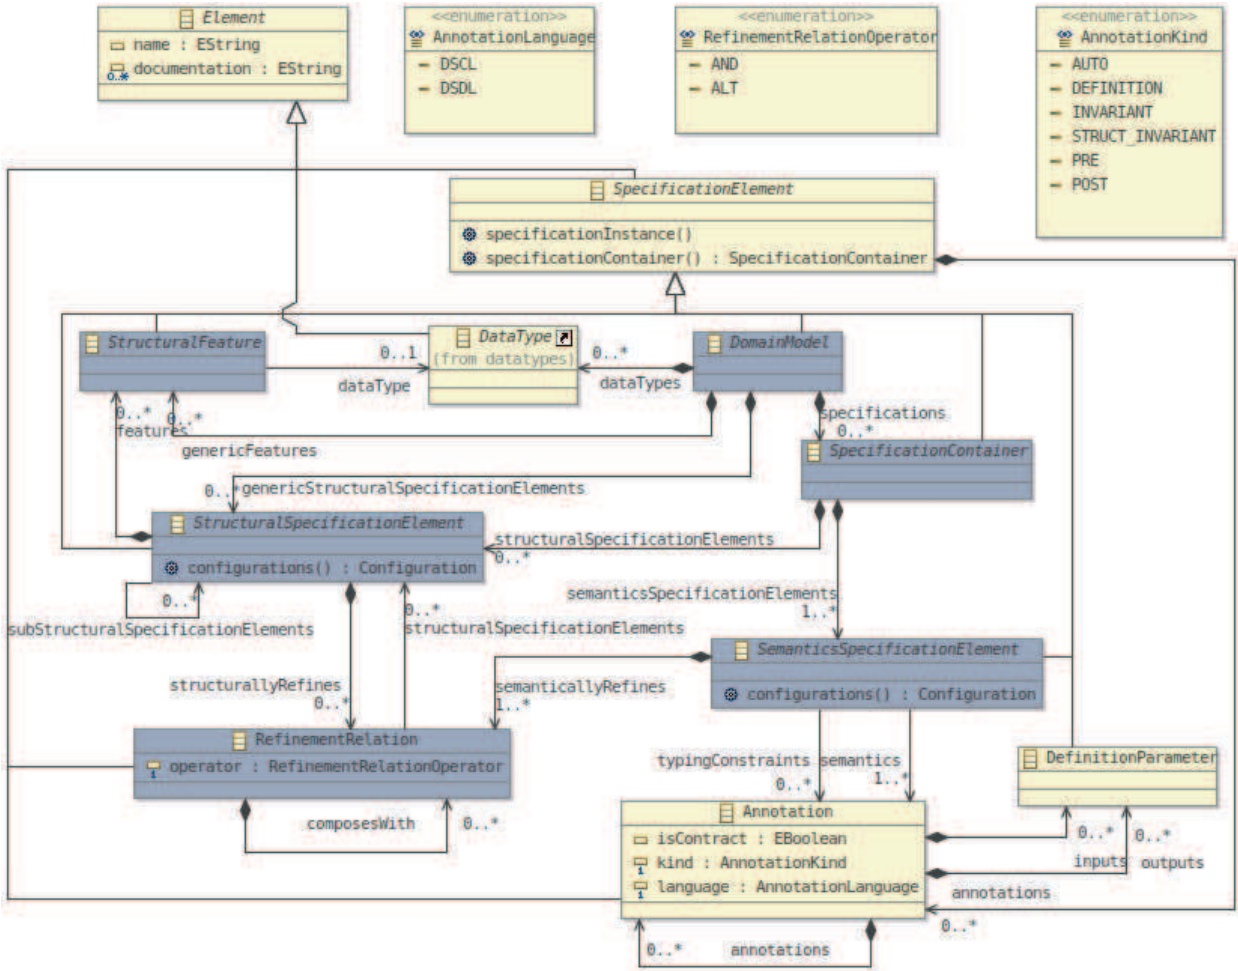 Element
name : EString
0..*
documentation : EString
<<enumeration>>
AnnotationLanguage
DSCL
DSDL
<<enumeration>>
RefinementRelationOperator
AND
ALT
<<enumeration>>
AnnotationKind
AUTO
DEFINITION
INVARIANT
STRUCT_INVARIANT
PRE
POST
SpecificationElement
specificationInstance()
specificationContainer() : SpecificationContainer
StructuralFeature
0..1
dataType
DataType
(from datatypes)
0..*
dataTypes
DomainModel
0..*
features
0..*
genericFeatures
specifications
0..*
SpecificationContainer
0..*
genericStructuralSpecificationElements
StructuralSpecificationElement
configurations() : Configuration
structuralSpecificationElements
0..*
0..*
subStructuralSpecificationElements
0..*
structuralSpecificationElements
semanticsSpecificationElements
1..*
SemanticsSpecificationElement
configurations() : Configuration
structurallyRefines
0..*
semanticallyRefines
1..*
RefinementRelation
1
operator : RefinementRelationOperator
composesWith
0..*
typingConstraints
0..*
semantics
1..*
DefinitionParameter
Annotation
isContract : EBoolean
1
kind : AnnotationKind
1
language : AnnotationLanguage
0..*
inputs
0..*
outputs
annotations
0..*
0..*
annotations